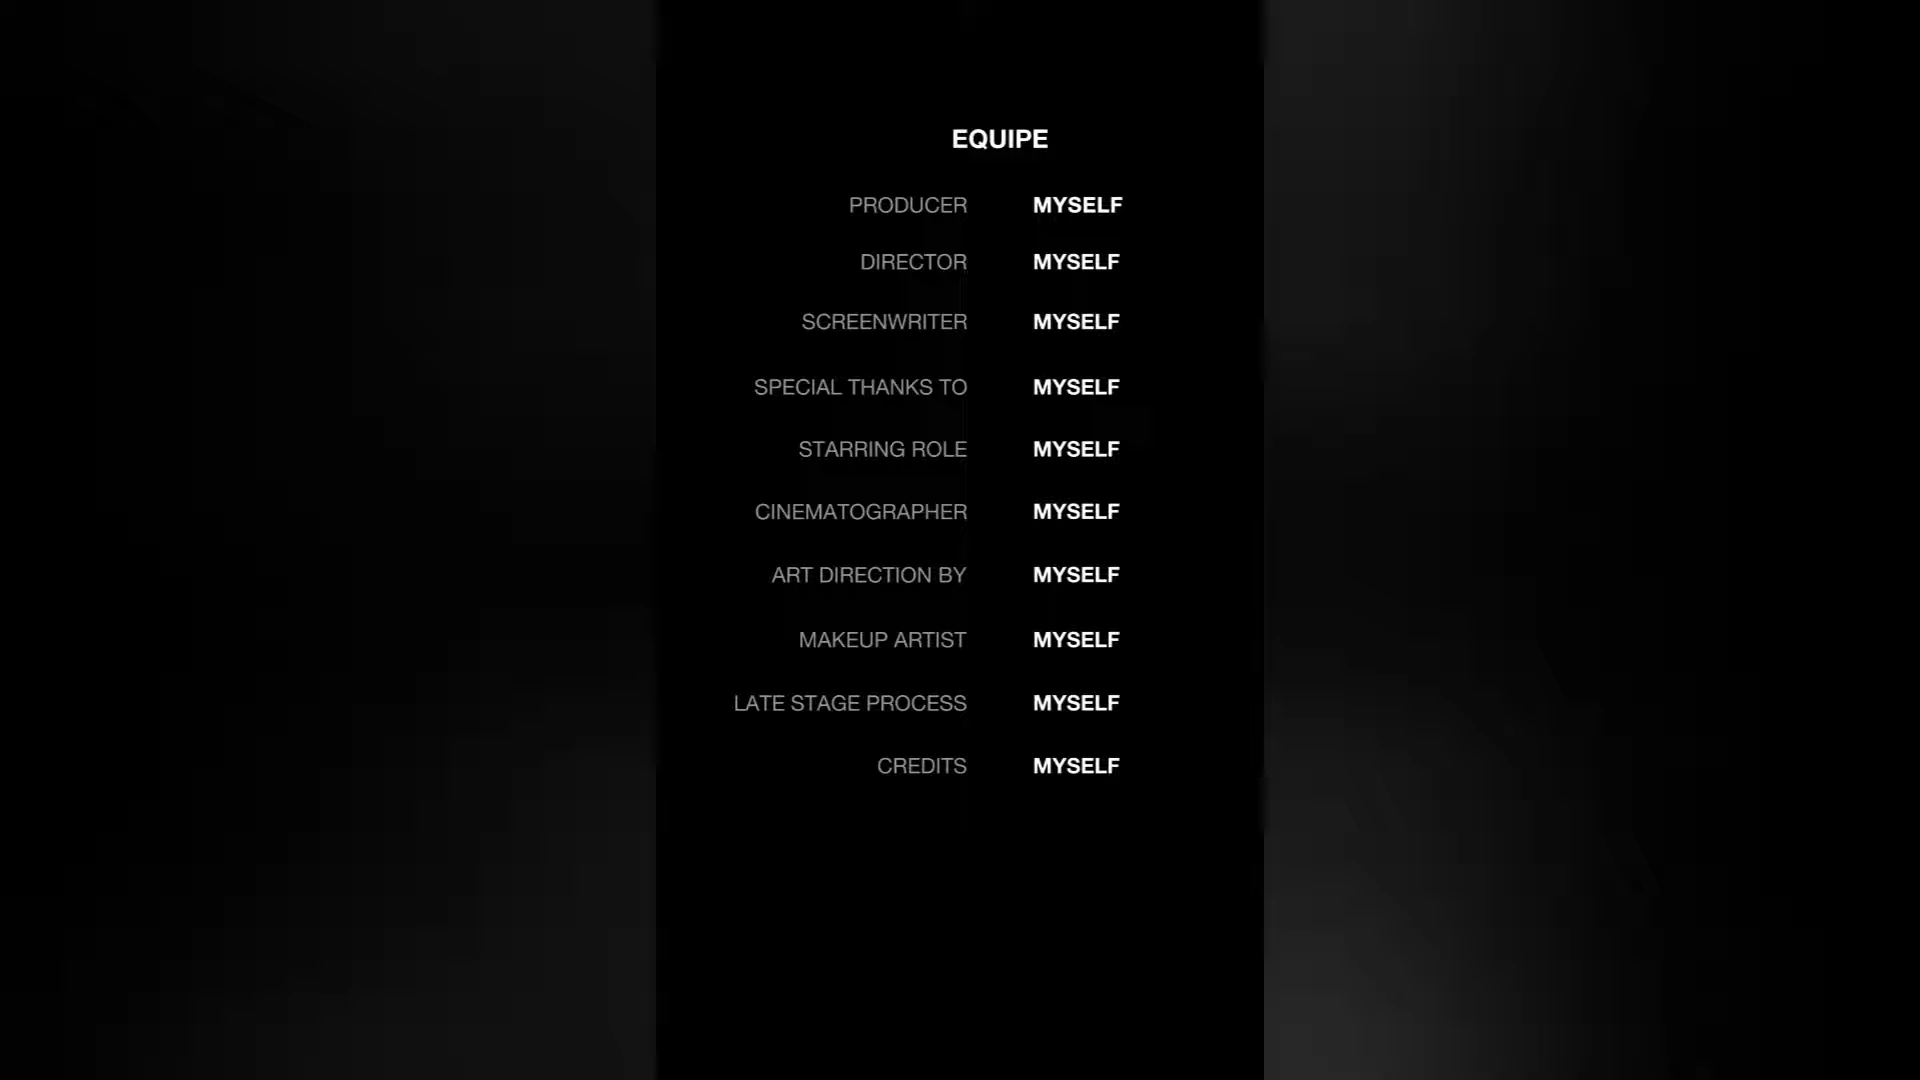 EQUIPE
PRODUCER MYSELF
DIRECTOR MYSELF
SCREENWRITER MYSELF
SPECIAL THANKS TO MYSELF
STARRING ROLE MYSELF
CINEMATOGRAPHER MYSELF
ART DIRECTION BY MYSELF
MAKEUP ARTIST MYSELF
LATE STAGE PROCESS MYSELF
CREDITS MYSELF